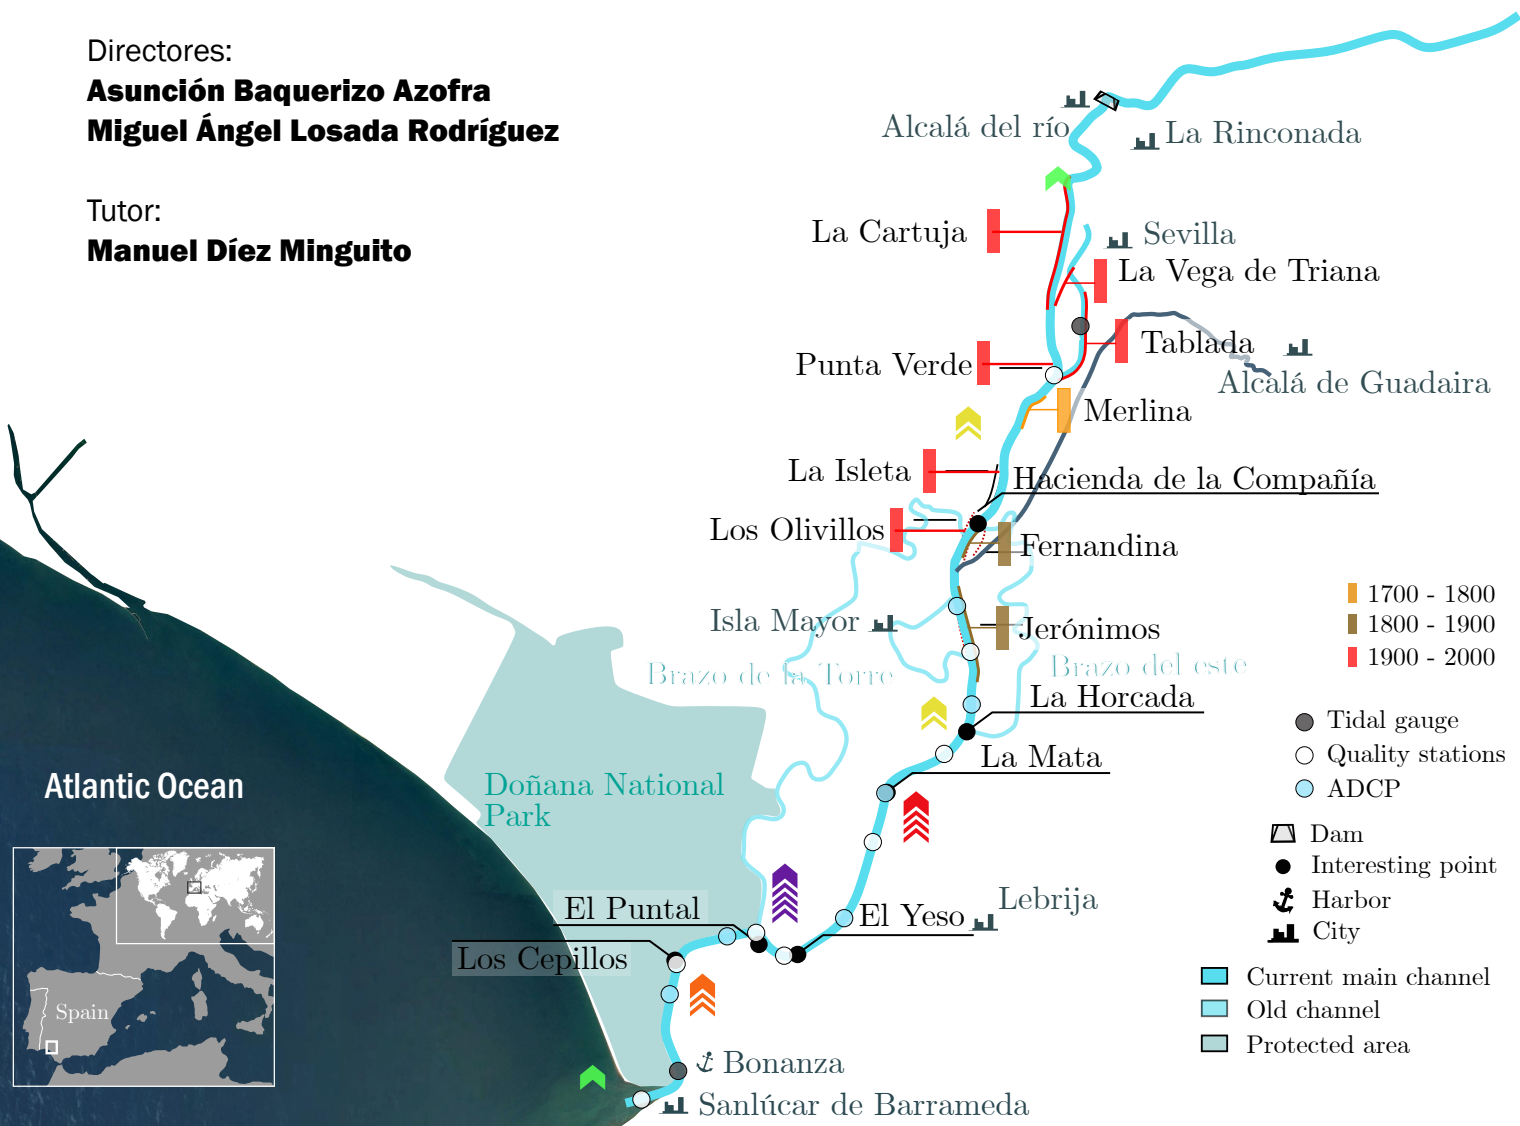 Directores:
Asunción Baquerizo Azofra
Miguel Ángel Losada Rodríguez
Tutor:
Manuel Díez Minguito
Alcalá del río
La Rinconada
La Cartuja
Sevilla
La Vega de Triana
Tablada
Punta Verde
Alcalá de Guadaira
Merlina
La Isleta
Hacienda de la Compañía
Los Olivillos
Fernandina
1700 - 1800
1800 - 1900
1900 - 2000
Isla Mayor
Jerónimos
Brazo de la Torre
Brazo del este
La Horcada
Tidal gauge
Quality stations
ADCP
La Mata
Atlantic Ocean
Doñana National
Park
Dam
Interesting point
Harbor
City
El Puntal
El Yeso
Lebrija
Los Cepillos
Current main channel
Old channel
Protected area
Spain
Bonanza
Sanlúcar de Barrameda